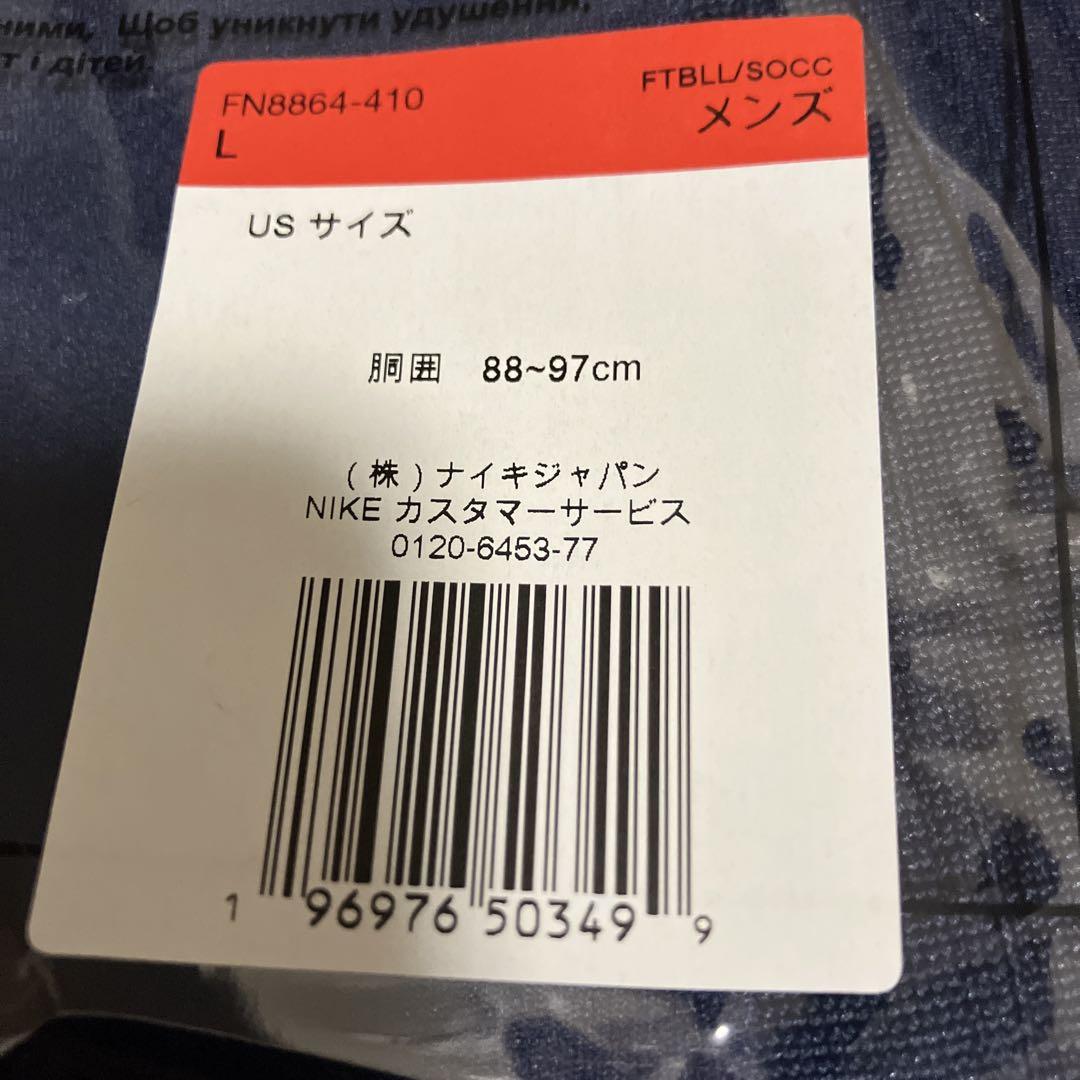 ними, Щоб уникнути удушення,
т і дітей.
FTBLL/SOCC
FN8864-410
メンズ
L
US サイズ
胴囲 88~97cm
(株)ナイキジャパン
NIKE カスタマーサービス
0120-6453-77
1 96976 50349 9